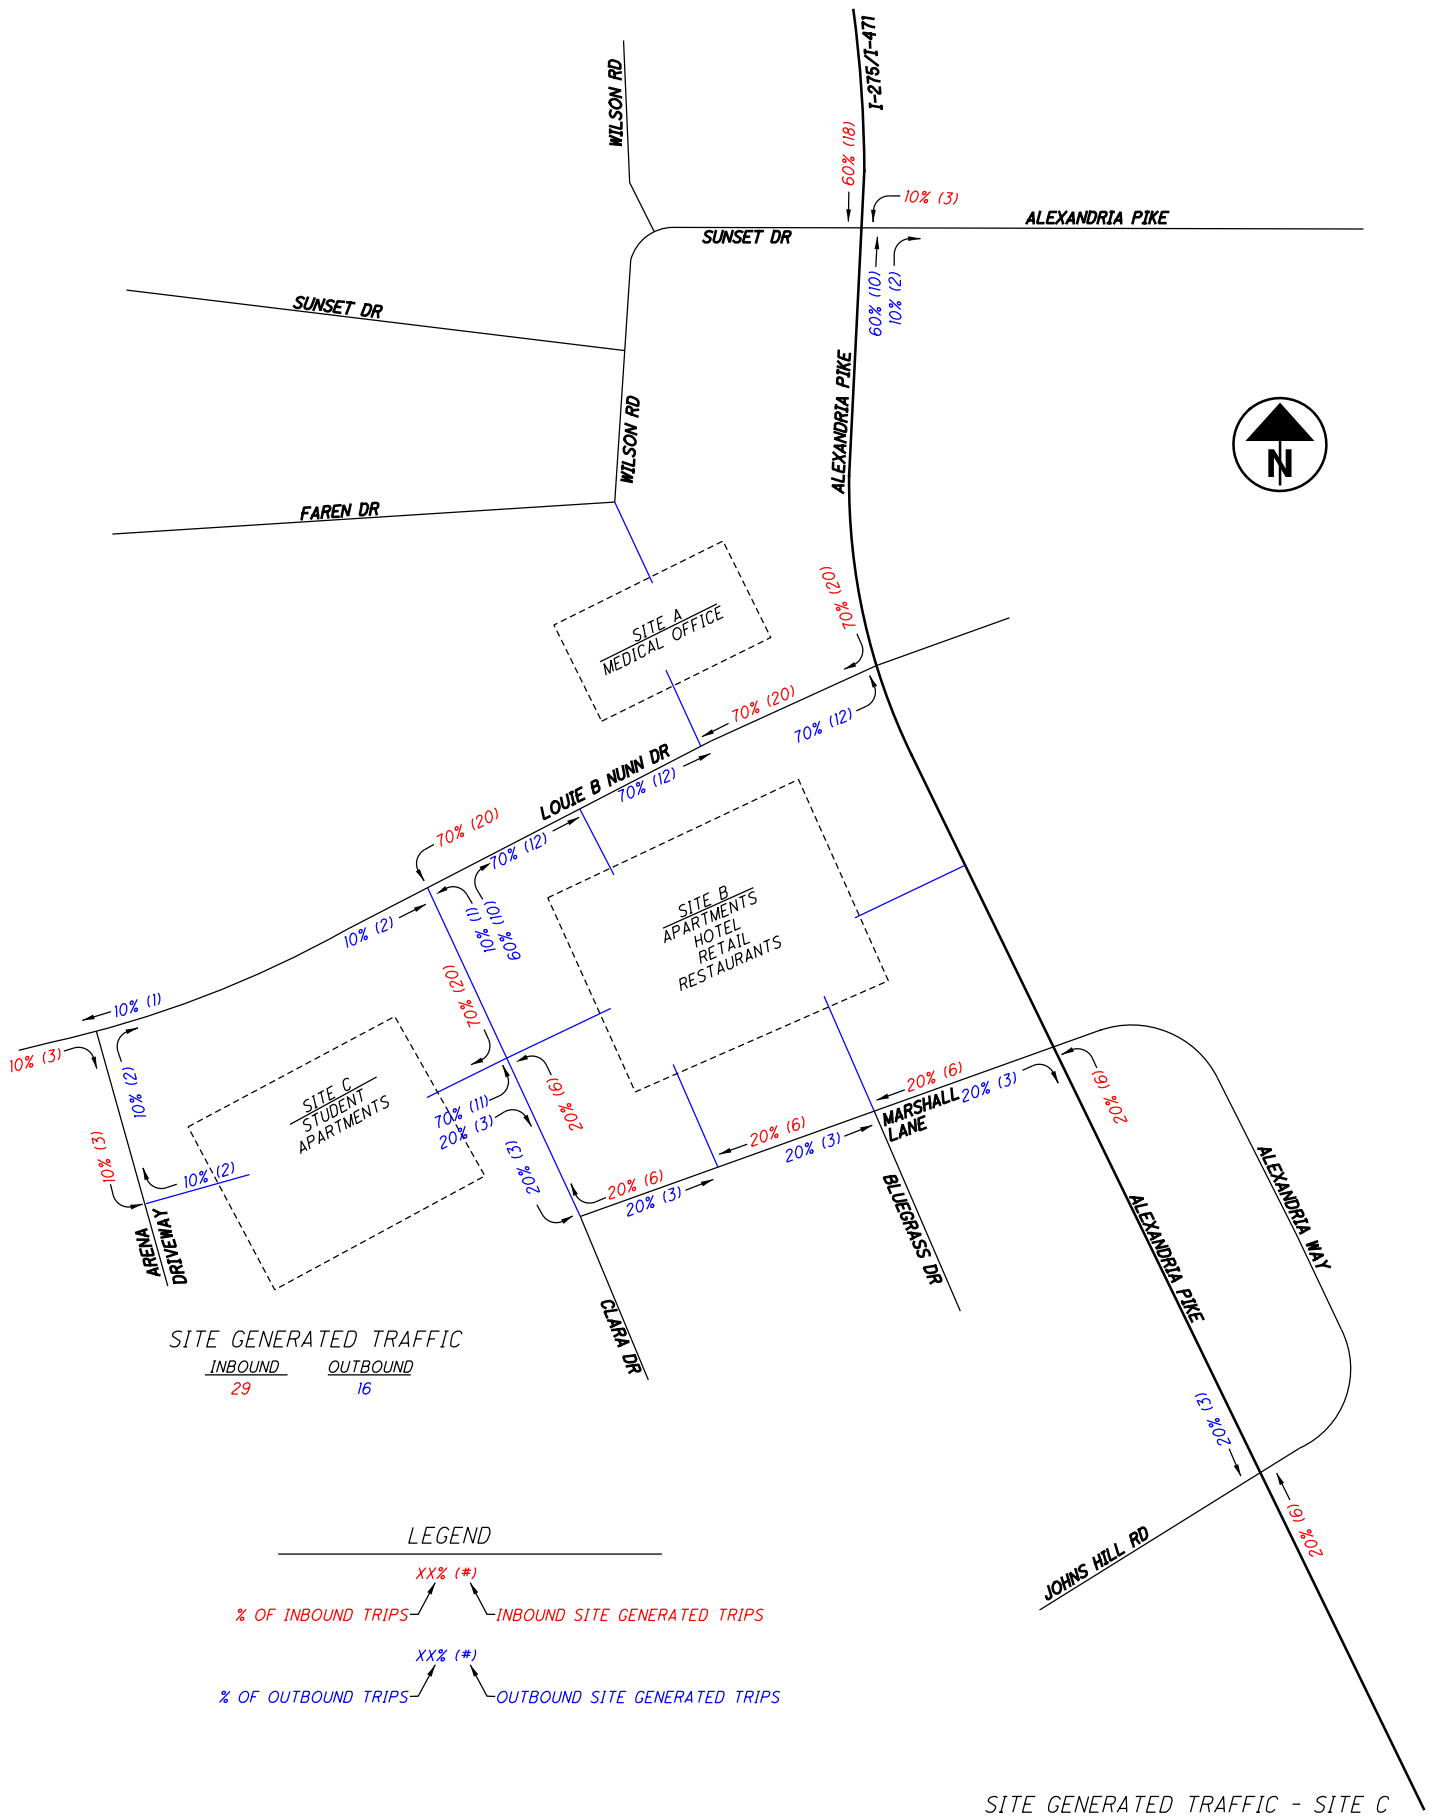 I-275/I-471
WILSON RD
60% (18)
10% (3)
ALEXANDRIA PIKE
SUNSET DR
60% (10)
10% (2)
SUNSET DR
ALEXANDRIA PIKE
WILSON RD
N
FAREN DR
70% (20)
SITE A
MEDICAL OFFICE
70% (20)
70% (12)
LOUIE B NUNN DR
70% (12)
70% (20)
70% (12)
10% (2)
10% (1)
60% (10)
SITE B
APARTMENTS
HOTEL
RETAIL
RESTAURANTS
70% (20)
10% (1)
10% (3)
10% (2)
SITE C
STUDENT
APARTMENTS
70% (11)
20% (3)
20% (6)
20% (6)
20% (3)
MARSHALL
LANE
20% (6)
20% (6)
20% (3)
20% (3)
20% (6)
20% (3)
10% (3)
10% (2)
ARENA
DRIVEWAY
BLUEGRASS DR
ALEXANDRIA PIKE
ALEXANDRIA WAY
CLARA DR
SITE GENERATED TRAFFIC
INBOUND OUTBOUND
29 16
20% (3)
20% (6)
JOHNS HILL RD
LEGEND
XX% (#)
% OF INBOUND TRIPS INBOUND SITE GENERATED TRIPS
XX% (#)
% OF OUTBOUND TRIPS OUTBOUND SITE GENERATED TRIPS
SITE GENERATED TRAFFIC - SITE C